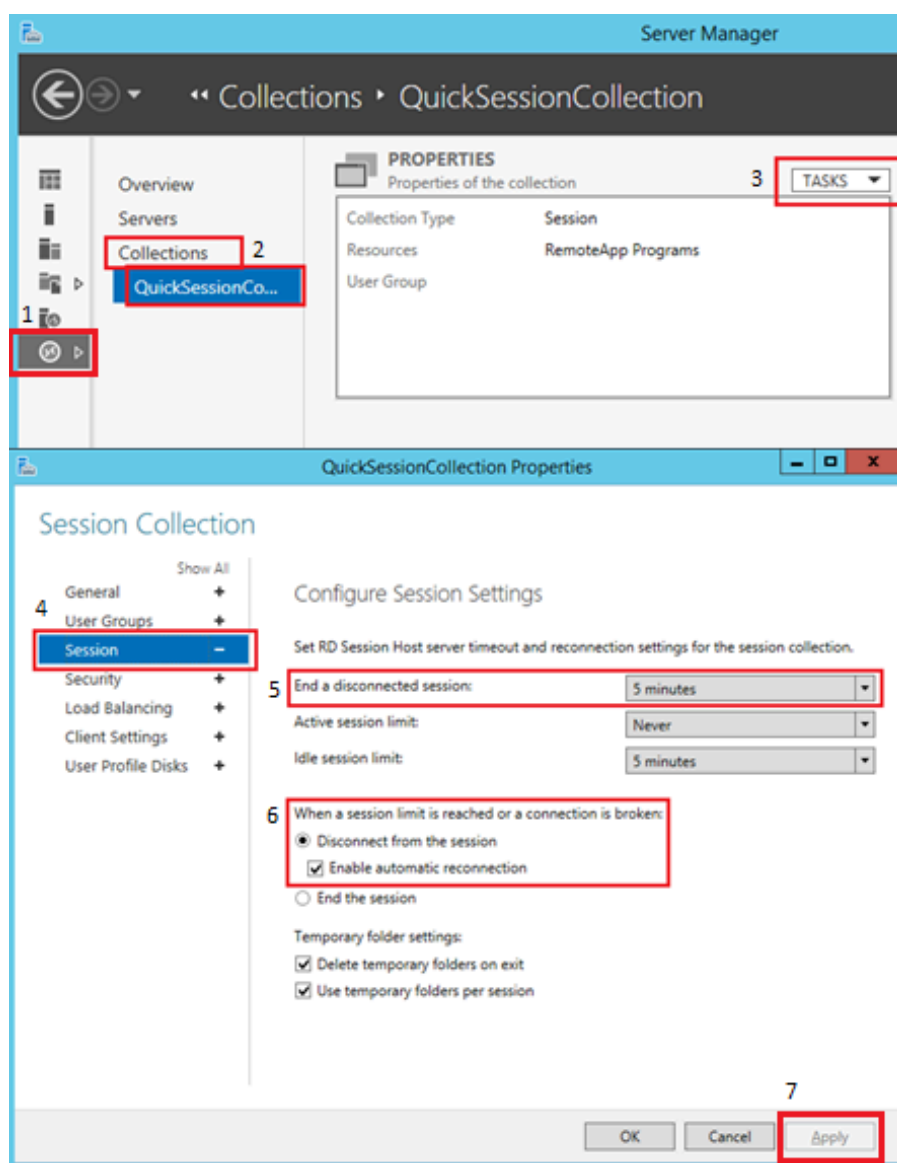 Server Manager
Collections QuickSessionCollection
PROPERTIES
Properties of the collection
3 TASKS
Overview
Servers
Collections 2
QuickSessionCo...
1
Collection Type Session
Resources RemoteApp Programs
User Group
QuickSessionCollection Properties
Session Collection
Show All
General +
4
User Groups +
Session –
Security +
Load Balancing +
Client Settings +
User Profile Disks +
Configure Session Settings
Set RD Session Host server timeout and reconnection settings for the session collection.
5 End a disconnected session: 5 minutes
Active session limit: Never
Idle session limit: 5 minutes
6 When a session limit is reached or a connection is broken:
Disconnect from the session
Enable automatic reconnection
End the session
Temporary folder settings:
Delete temporary folders on exit
Use temporary folders per session
7
OK Cancel Apply